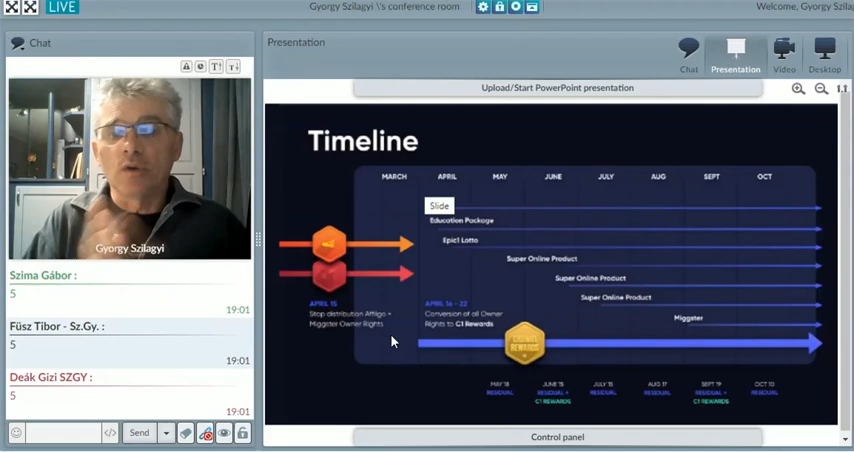 LIVE
Gyorgy Szilagyi \'s conference room
Welcome, Gyorgy Szilag
Chat
Presentation
Chat
Presentation
Video
Desktop
Upload/Start PowerPoint presentation
1:1
Timeline
MARCH
APRIL
MAY
JUNE
JULY
AUG
SEPT
OCT
Slide
Education Package
Epic1 Lotto
Super Online Product
Super Online Product
Super Online Product
Miggster
APRIL 15
Stop distribution Affilgo +
Miggster Owner Rights
APRIL 16 - 22
Conversion of all Owner
Rights to C1 Rewards
REWARDS
MAY 18
RESIDUAL
JUNE 15
RESIDUAL +
C1 REWARDS
JULY 15
RESIDUAL
AUG 17
RESIDUAL
SEPT 19
RESIDUAL +
C1 REWARDS
OCT 10
RESIDUAL
Gyorgy Szilagyi
Szima Gábor :
5
19:01
Füsz Tibor - Sz.Gy. :
5
19:01
Deák Gizi SZGY :
5
19:01
Send
Control panel